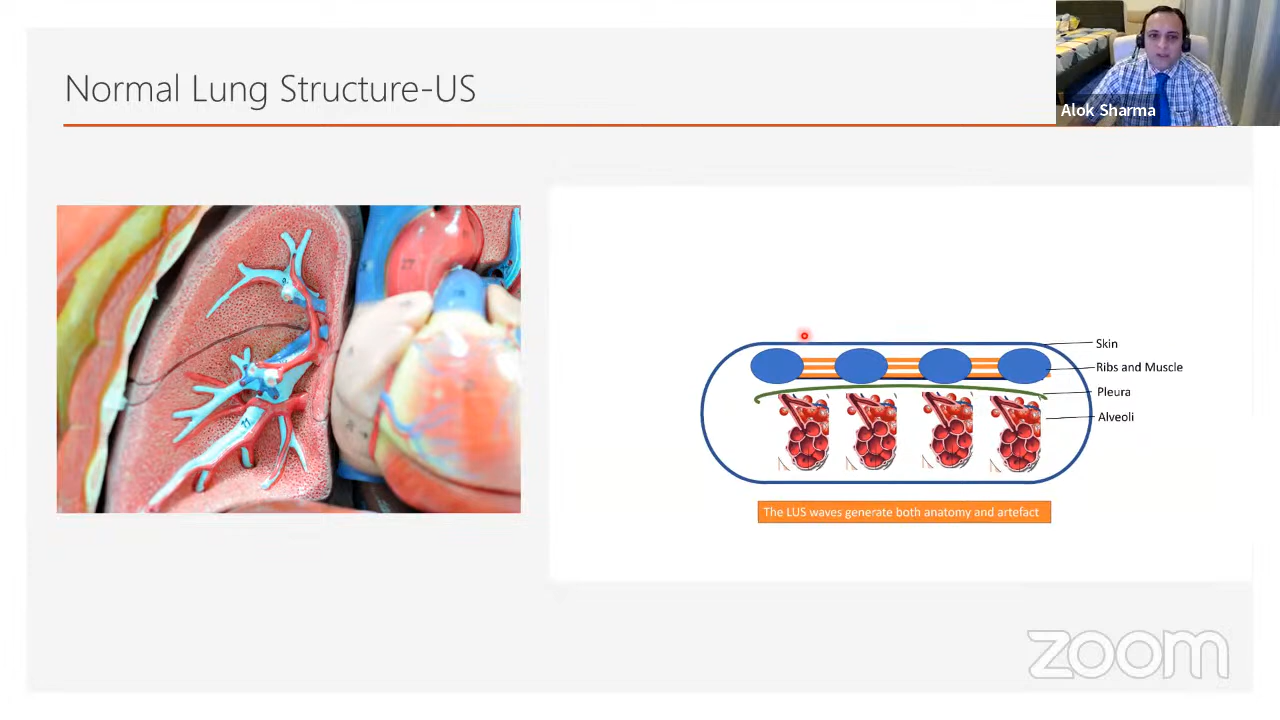 Normal Lung Structure-US
Alok Sharma
Skin
Ribs and Muscle
Pleura
Alveoli
The LUS waves generate both anatomy and artefact
zoom